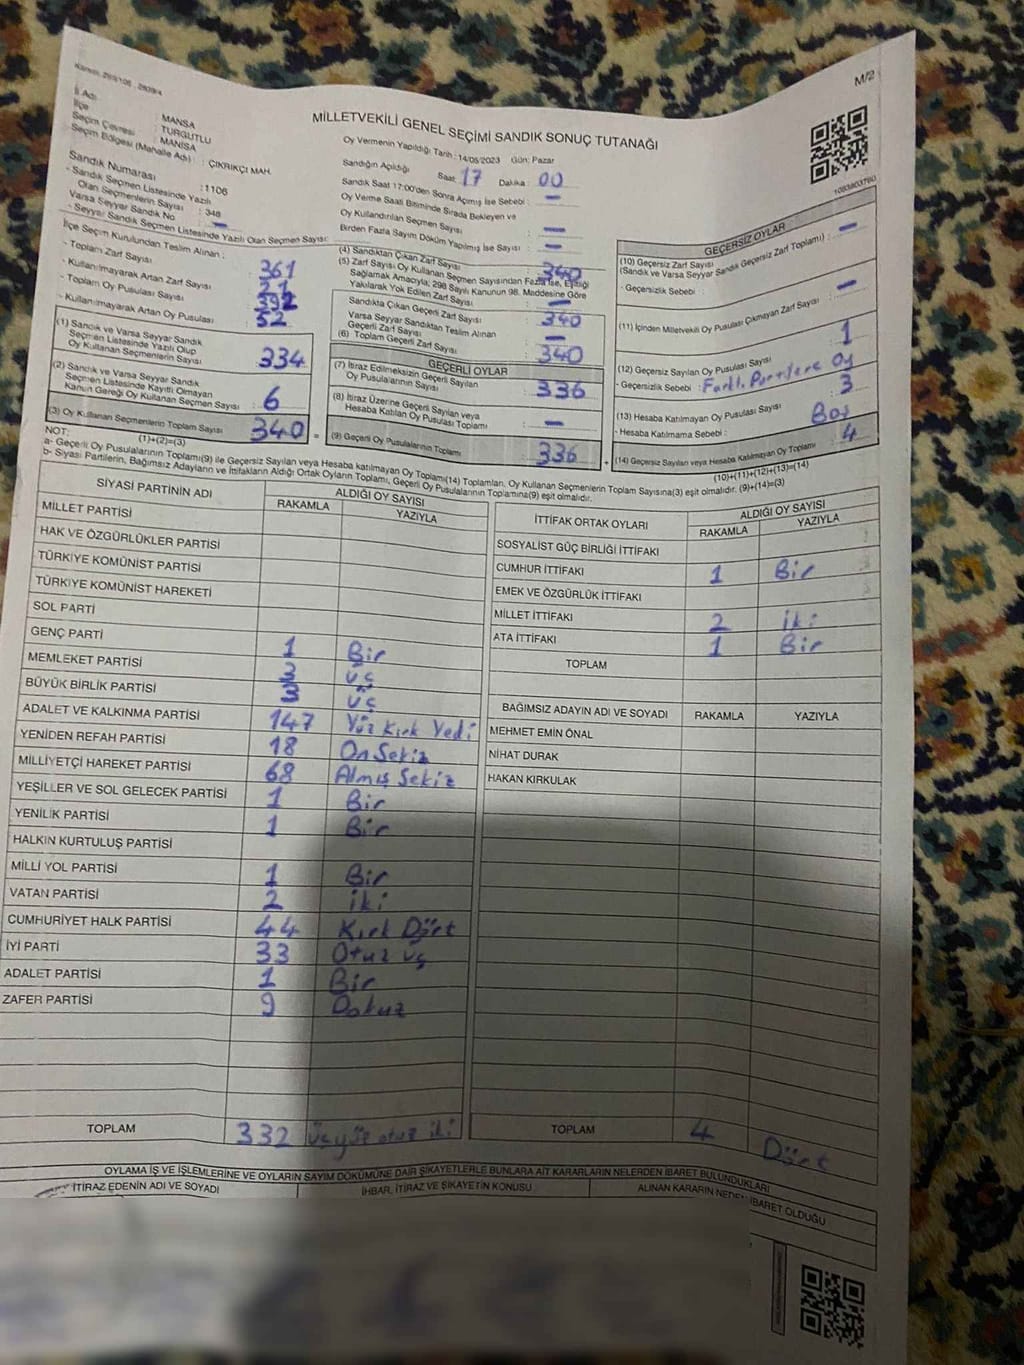 Kanun: 298/105 , 2839/4
M/2
MİLLETVEKİLİ GENEL SEÇİMİ SANDIK SONUÇ TUTANAĞI
İl Adı : MANİSA
İlçe : TURGUTLU
Seçim Çevresi : MANİSA
Seçim Bölgesi (Mahalle Adı) : ÇIKRIKÇI MAH.
Sandık Numarası : 1106
- Sandık Seçmen Listesinde Yazılı
Olan Seçmenlerin Sayısı : 348
Varsa Seyyar Sandık No : —
- Seyyar Sandık Seçmen Listesinde Yazılı Olan Seçmen Sayısı:
Oy Vermenin Yapıldığı Tarih : 14/05/2023 Gün: Pazar
Sandığın Açıldığı Saat: 17 Dakika : 00
Sandık Saat 17:00'den Sonra Açımış İse Sebebi : —
Oy Verme Saati Bitiminde Sırada Bekleyen ve
Oy Kullandırılan Seçmen Sayısı : —
Birden Fazla Sayım Döküm Yapılmış İse Sayısı : —
1083803760
İlçe Seçim Kurulundan Teslim Alınan :
- Toplam Zarf Sayısı : 361
- Kullanılmayarak Artan Zarf Sayısı : 21
- Toplam Oy Pusulası Sayısı : 392
- Kullanılmayarak Artan Oy Pusulası : 52
(1) Sandık ve Varsa Seyyar Sandık
Seçmen Listesinde Yazılı Olup
Oy Kullanan Seçmenlerin Sayısı : 334
(2) Sandık ve Varsa Seyyar Sandık
Seçmen Listesinde Kayıtlı Olmayan
Kanun Gereği Oy Kullanan Seçmen Sayısı : 6
(3) Oy Kullanan Seçmenlerin Toplam Sayısı : 340
(1)+(2)=(3)
(4) Sandıktan Çıkan Zarf Sayısı : 340
(5) Zarf Sayısı Oy Kullanan Seçmen Sayısından Fazla İse, Eşitliği
Sağlamak Amacıyla; 298 Sayılı Kanunun 98. Maddesine Göre
Yakılarak Yok Edilen Zarf Sayısı : —
Sandıkta Çıkan Geçerli Zarf Sayısı : 340
Varsa Seyyar Sandıktan Teslim Alınan
Geçerli Zarf Sayısı : —
(6) Toplam Geçerli Zarf Sayısı : 340
GEÇERLİ OYLAR
(7) İtiraz Edilmeksizin Geçerli Sayılan
Oy Pusulalarının Sayısı : 336
(8) İtiraz Üzerine Geçerli Sayılan veya
Hesaba Katılan Oy Pusulası Toplamı : —
(9) Geçerli Oy Pusulalarının Toplamı : 336
GEÇERSİZ OYLAR
(10) Geçersiz Zarf Sayısı
(Sandık ve Varsa Seyyar Sandık Geçersiz Zarf Toplamı) : —
- Geçersizlik Sebebi :
(11) İçinden Milletvekili Oy Pusulası Çıkmayan Zarf Sayısı : —
(12) Geçersiz Sayılan Oy Pusulası Sayısı : 1
- Geçersizlik Sebebi : Farklı Partilere Oy
(13) Hesaba Katılmayan Oy Pusulası Sayısı : 3
- Hesaba Katılmama Sebebi : Boş
(14) Geçersiz Sayılan veya Hesaba Katılmayan Oy Toplamı : 4
(10)+(11)+(12)+(13)=(14)
NOT:
a- Geçerli Oy Pusulalarının Toplamı(9) ile Geçersiz Sayılan veya Hesaba katılmayan Oy Toplamı(14) Toplamları, Oy Kullanan Seçmenlerin Toplam Sayısına(3) eşit olmalıdır. (9)+(14)=(3)
b- Siyasi Partilerin, Bağımsız Adayların ve İttifakların Aldığı Ortak Oyların Toplamı, Geçerli Oy Pusulalarının Toplamına(9) eşit olmalıdır.
SİYASİ PARTİNİN ADI ALDIĞI OY SAYISI
RAKAMLA YAZIYLA
MİLLET PARTİSİ
HAK VE ÖZGÜRLÜKLER PARTİSİ
TÜRKİYE KOMÜNİST PARTİSİ
TÜRKİYE KOMÜNİST HAREKETİ
SOL PARTİ
GENÇ PARTİ 1 Bir
MEMLEKET PARTİSİ 3 üç
BÜYÜK BİRLİK PARTİSİ 3 üç
ADALET VE KALKINMA PARTİSİ 147 Yüz Kırk Yedi
YENİDEN REFAH PARTİSİ 18 On Sekiz
MİLLİYETÇİ HAREKET PARTİSİ 68 Almış Sekiz
YEŞİLLER VE SOL GELECEK PARTİSİ 1 Bir
YENİLİK PARTİSİ 1 Bir
HALKIN KURTULUŞ PARTİSİ
MİLLİ YOL PARTİSİ 1 Bir
VATAN PARTİSİ 2 iki
CUMHURİYET HALK PARTİSİ 44 Kırk Dört
İYİ PARTİ 33 Otuz üç
ADALET PARTİSİ 1 Bir
ZAFER PARTİSİ 9 Dokuz
TOPLAM 332 üçyüz otuz iki
İTTİFAK ORTAK OYLARI ALDIĞI OY SAYISI
RAKAMLA YAZIYLA
SOSYALİST GÜÇ BİRLİĞİ İTTİFAKI
CUMHUR İTTİFAKI 1 Bir
EMEK VE ÖZGÜRLÜK İTTİFAKI
MİLLET İTTİFAKI 2 iki
ATA İTTİFAKI 1 Bir
TOPLAM
BAĞIMSIZ ADAYIN ADI VE SOYADI RAKAMLA YAZIYLA
MEHMET EMİN ÖNAL
NİHAT DURAK
HAKAN KIRKULAK
TOPLAM 4 Dört
OYLAMA İŞ VE İŞLEMLERİNE VE OYLARIN SAYIM DÖKÜMÜNE DAİR ŞİKAYETLERLE BUNLARA AİT KARARLARIN NELERDEN İBARET BULUNDUKLARI
İTİRAZ EDENİN ADI VE SOYADI İHBAR, İTİRAZ VE ŞİKAYETİN KONUSU ALINAN KARARIN NEDEN İBARET OLDUĞU